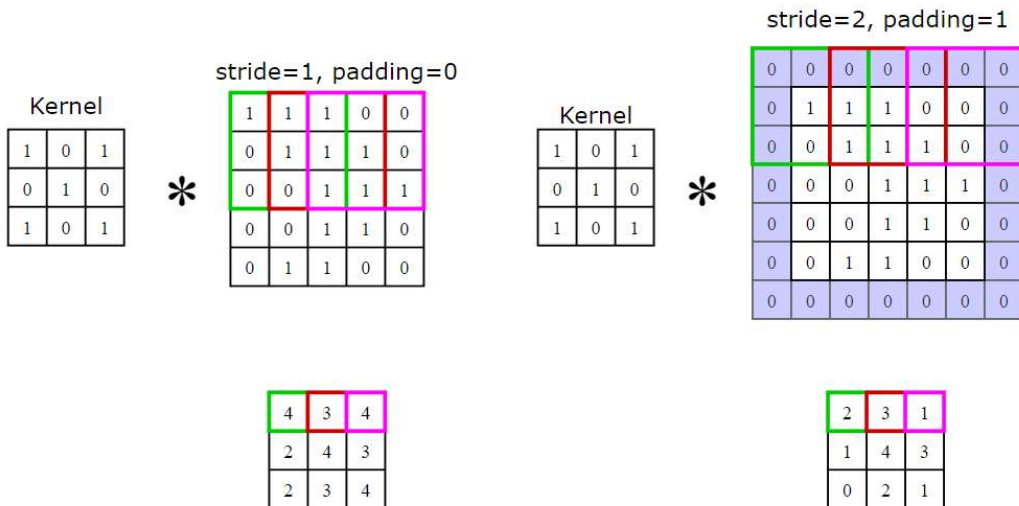 stride=1, padding=0
Kernel
1 0 1
0 1 0
1 0 1
*
1 1 1 0 0
0 1 1 1 0
0 0 1 1 1
0 0 1 1 0
0 1 1 0 0
4 3 4
2 4 3
2 3 4
stride=2, padding=1
Kernel
1 0 1
0 1 0
1 0 1
*
0 0 0 0 0 0 0
0 1 1 1 0 0 0
0 0 1 1 1 0 0
0 0 0 1 1 1 0
0 0 0 1 1 0 0
0 0 1 1 0 0 0
0 0 0 0 0 0 0
2 3 1
1 4 3
0 2 1